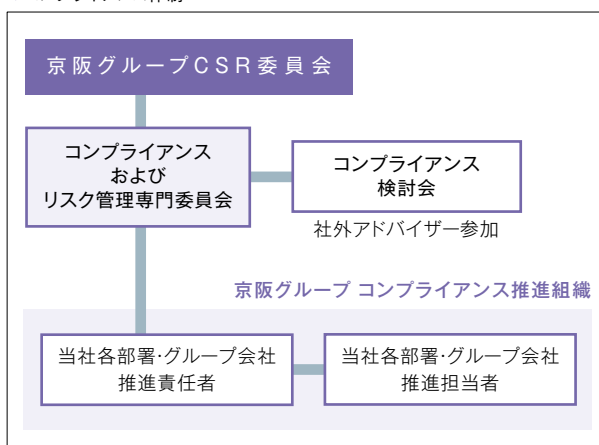 京阪グループCSR委員会
コンプライアンス
および
リスク管理専門委員会
コンプライアンス
検討会
社外アドバイザー参加
京阪グループ コンプライアンス推進組織
当社各部署・グループ会社
推進責任者
当社各部署・グループ会社
推進担当者